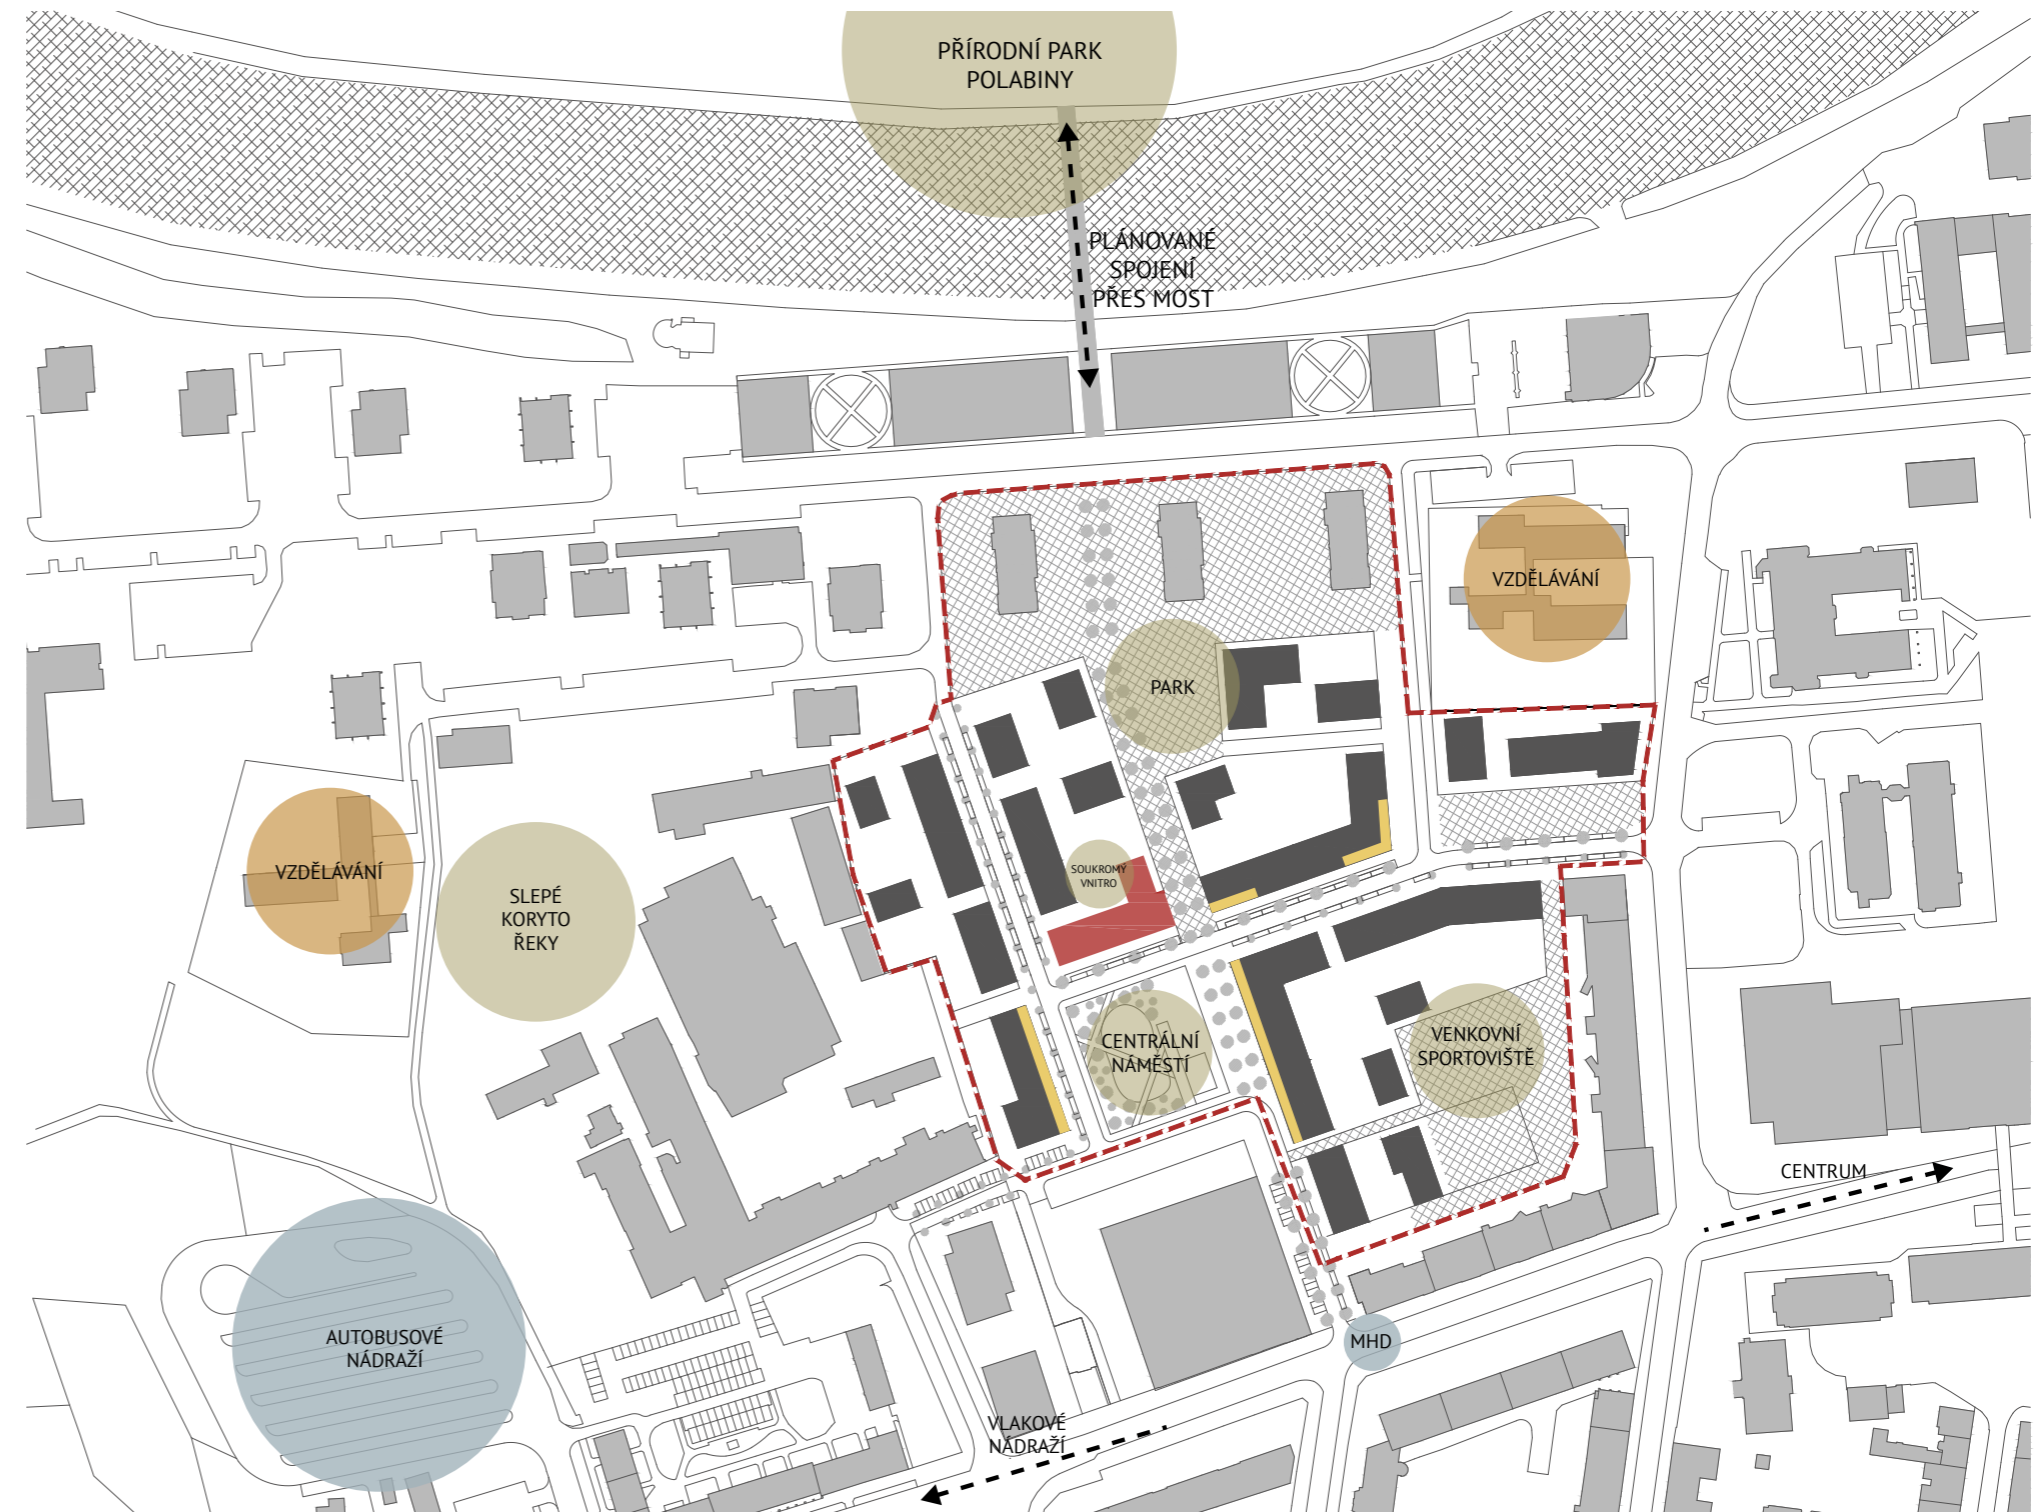 PŘÍRODNÍ PARK
POLABINY
PLÁNOVANÉ
SPOJENÍ
PŘES MOST
VZDĚLÁVÁNÍ
PARK
VZDĚLÁVÁNÍ
SLEPÉ
KORYTO
ŘEKY
SOUKROMÝ
VNITRO
CENTRÁLNÍ
NÁMĚSTÍ
VENKOVNÍ
SPORTOVIŠTĚ
CENTRUM
AUTOBUSOVÉ
NÁDRAŽÍ
MHD
VLAKOVÉ
NÁDRAŽÍ